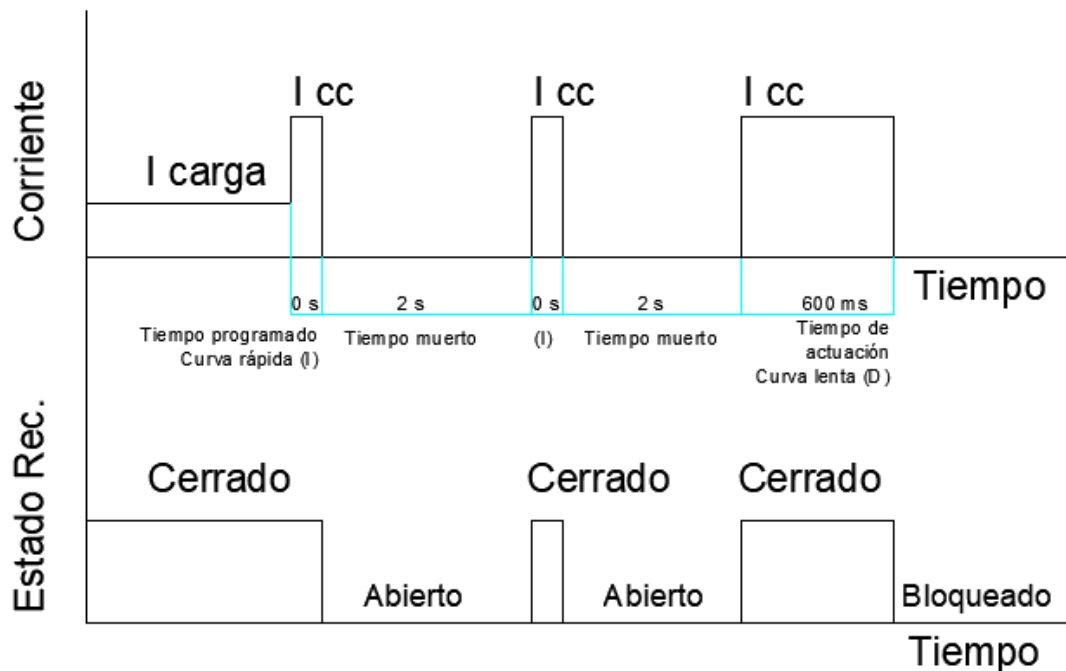 Corriente
I carga
I cc
I cc
I cc
Tiempo
0 s
2 s
0 s
2 s
600 ms
Tiempo programado
Curva rápida (I)
Tiempo muerto
(I)
Tiempo muerto
Tiempo de
actuación
Curva lenta (D)
Estado Rec.
Cerrado
Cerrado
Cerrado
Abierto
Abierto
Bloqueado
Tiempo